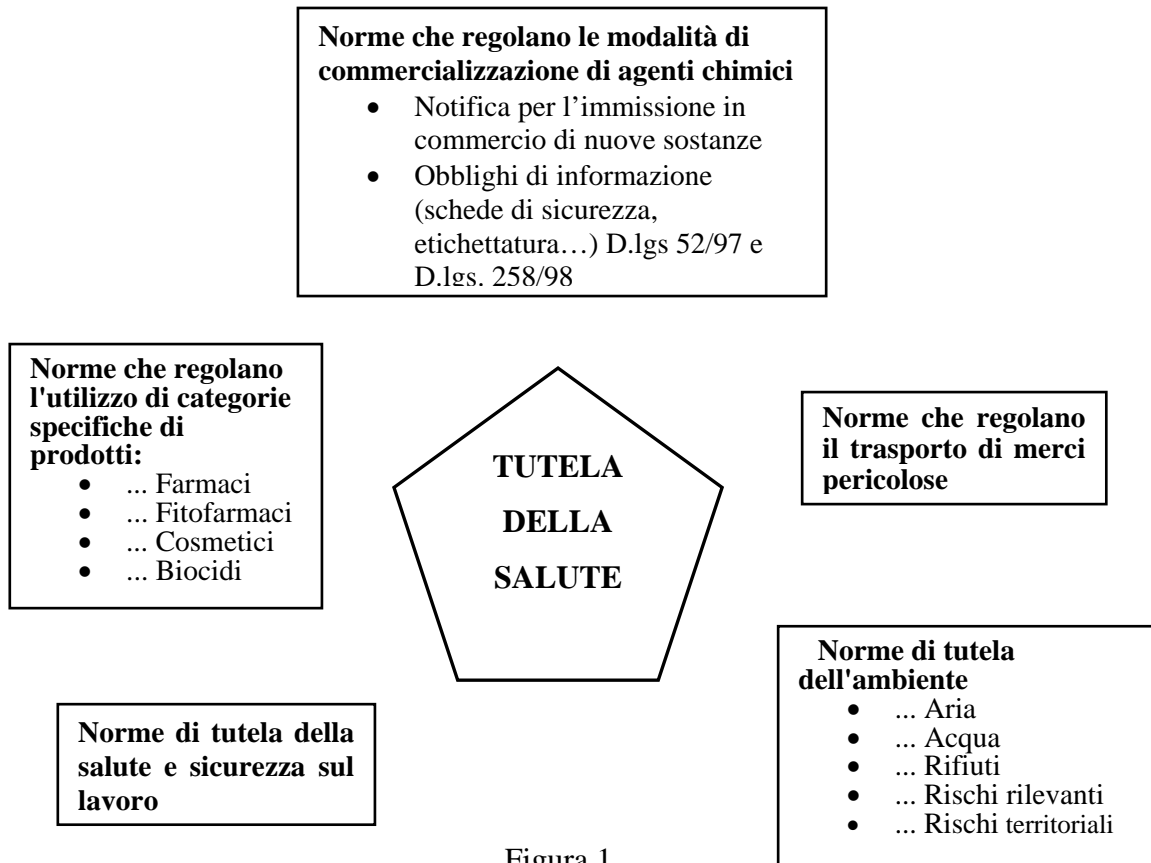 Norme che regolano le modalità di
commercializzazione di agenti chimici
• Notifica per l'immissione in
commercio di nuove sostanze
• Obblighi di informazione
(schede di sicurezza,
etichettatura…) D.lgs 52/97 e
D.lgs. 258/98
Norme che regolano
l'utilizzo di categorie
specifiche di
prodotti:
• ... Farmaci
• ... Fitofarmaci
• ... Cosmetici
• ... Biocidi
TUTELA
DELLA
SALUTE
Norme che regolano
il trasporto di merci
pericolose
Norme di tutela della
salute e sicurezza sul
lavoro
Norme di tutela
dell'ambiente
• ... Aria
• ... Acqua
• ... Rifiuti
• ... Rischi rilevanti
• ... Rischi territoriali
Figura 1